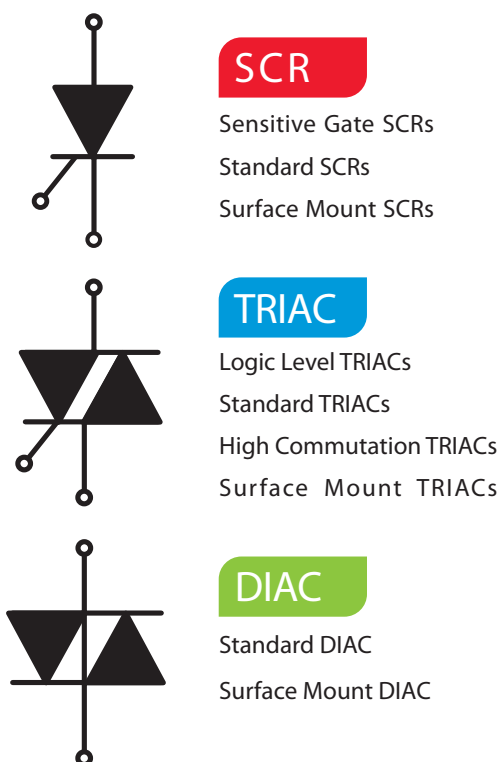 SCR
Sensitive Gate SCRs
Standard SCRs
Surface Mount SCRs
TRIAC
Logic Level TRIACs
Standard TRIACs
High Commutation TRIACs
Surface Mount TRIACs
DIAC
Standard DIAC
Surface Mount DIAC